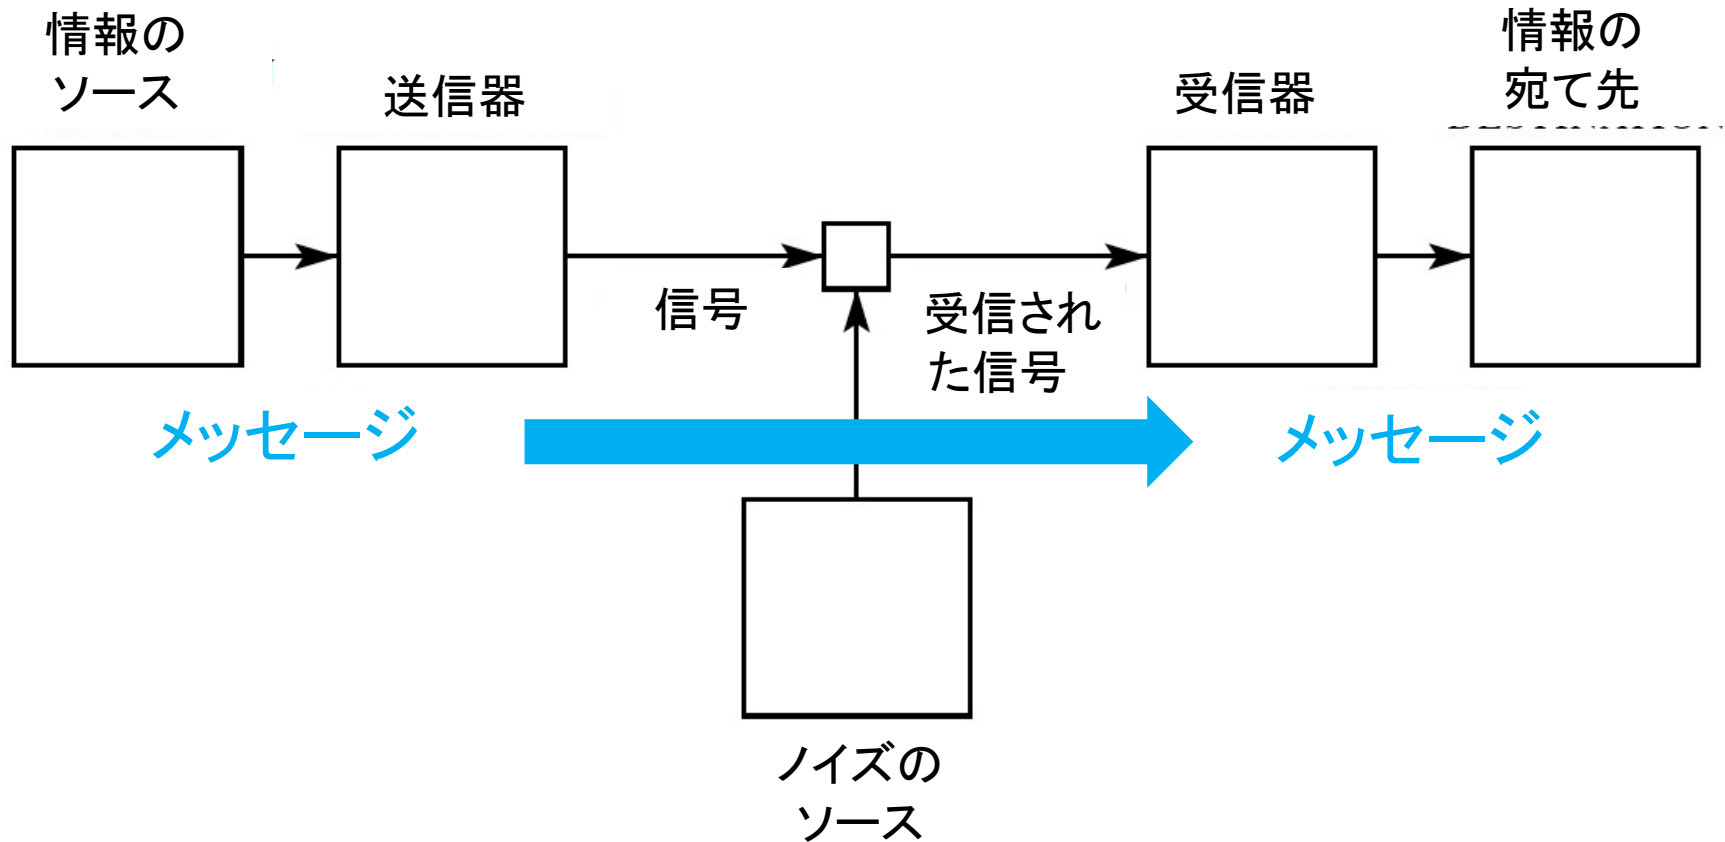 情報の
ソース
送信器
受信器
情報の
宛て先
信号
受信され
た信号
メッセージ
メッセージ
ノイズの
ソース